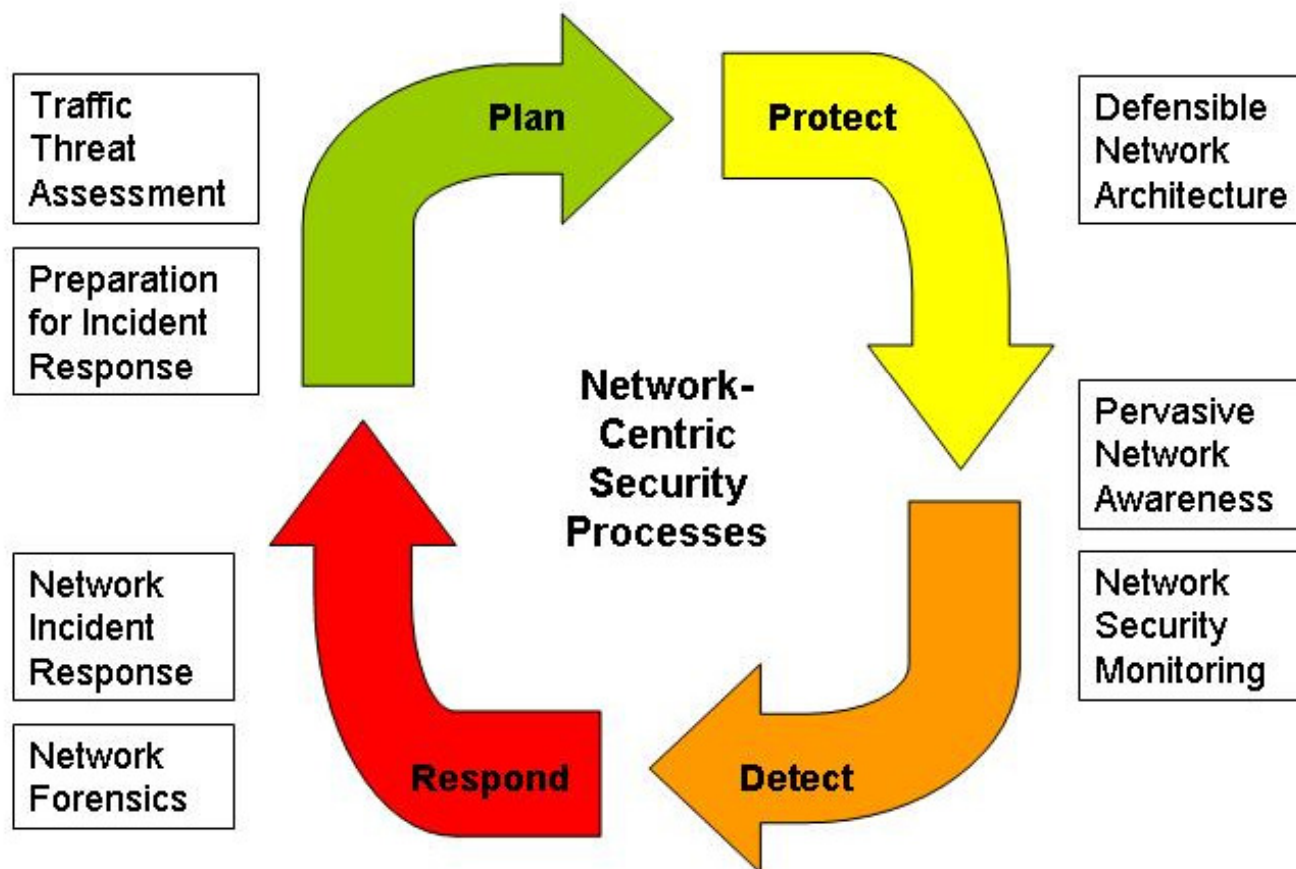 Traffic
Threat
Assessment
Preparation
for Incident
Response
Plan
Protect
Defensible
Network
Architecture
Network-
Centric
Security
Processes
Pervasive
Network
Awareness
Network
Security
Monitoring
Detect
Respond
Network
Incident
Response
Network
Forensics